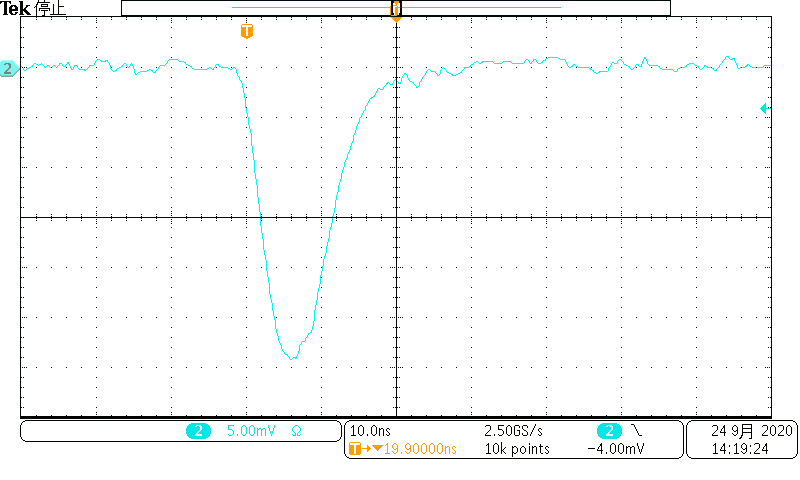 Tek 停止
T
2
2 5.00mV Ω
10.0ns 2.50GS/s 2
T→▼19.90000ns 10k points −4.00mV
24 9月 2020
14:19:24